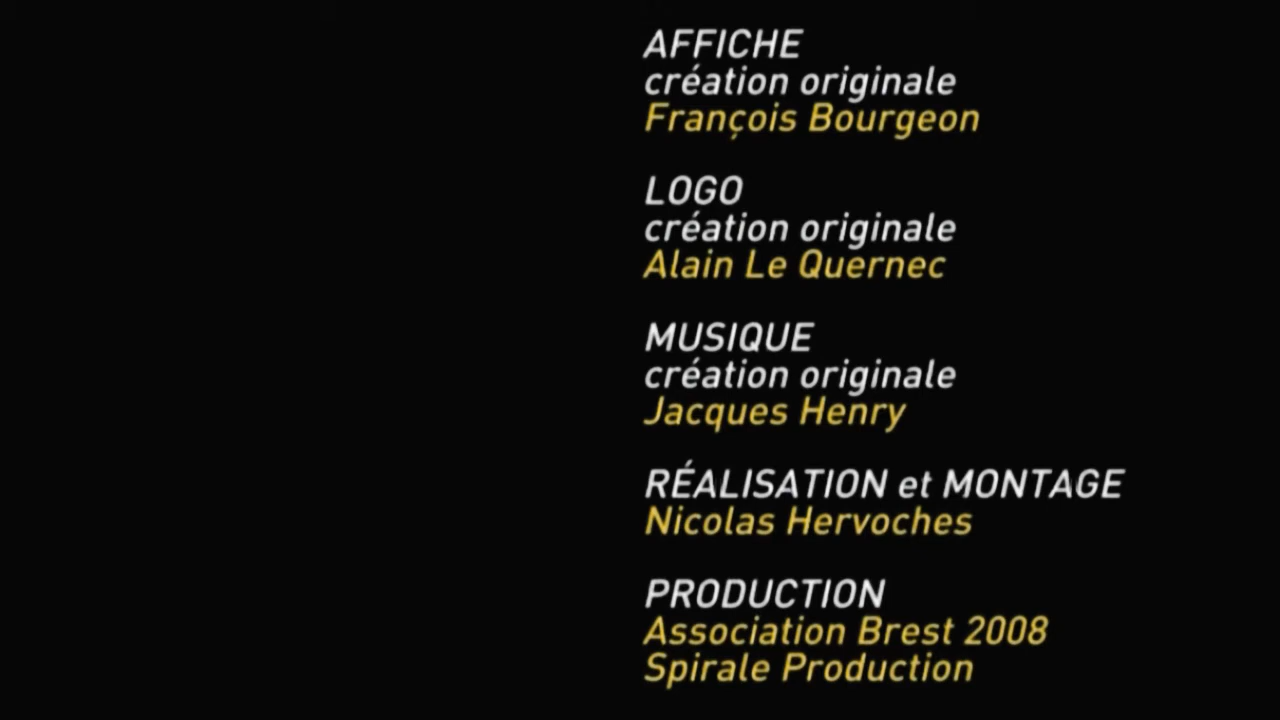 AFFICHE
création originale
François Bourgeon
LOGO
création originale
Alain Le Quernec
MUSIQUE
création originale
Jacques Henry
RÉALISATION et MONTAGE
Nicolas Hervoches
PRODUCTION
Association Brest 2008
Spirale Production